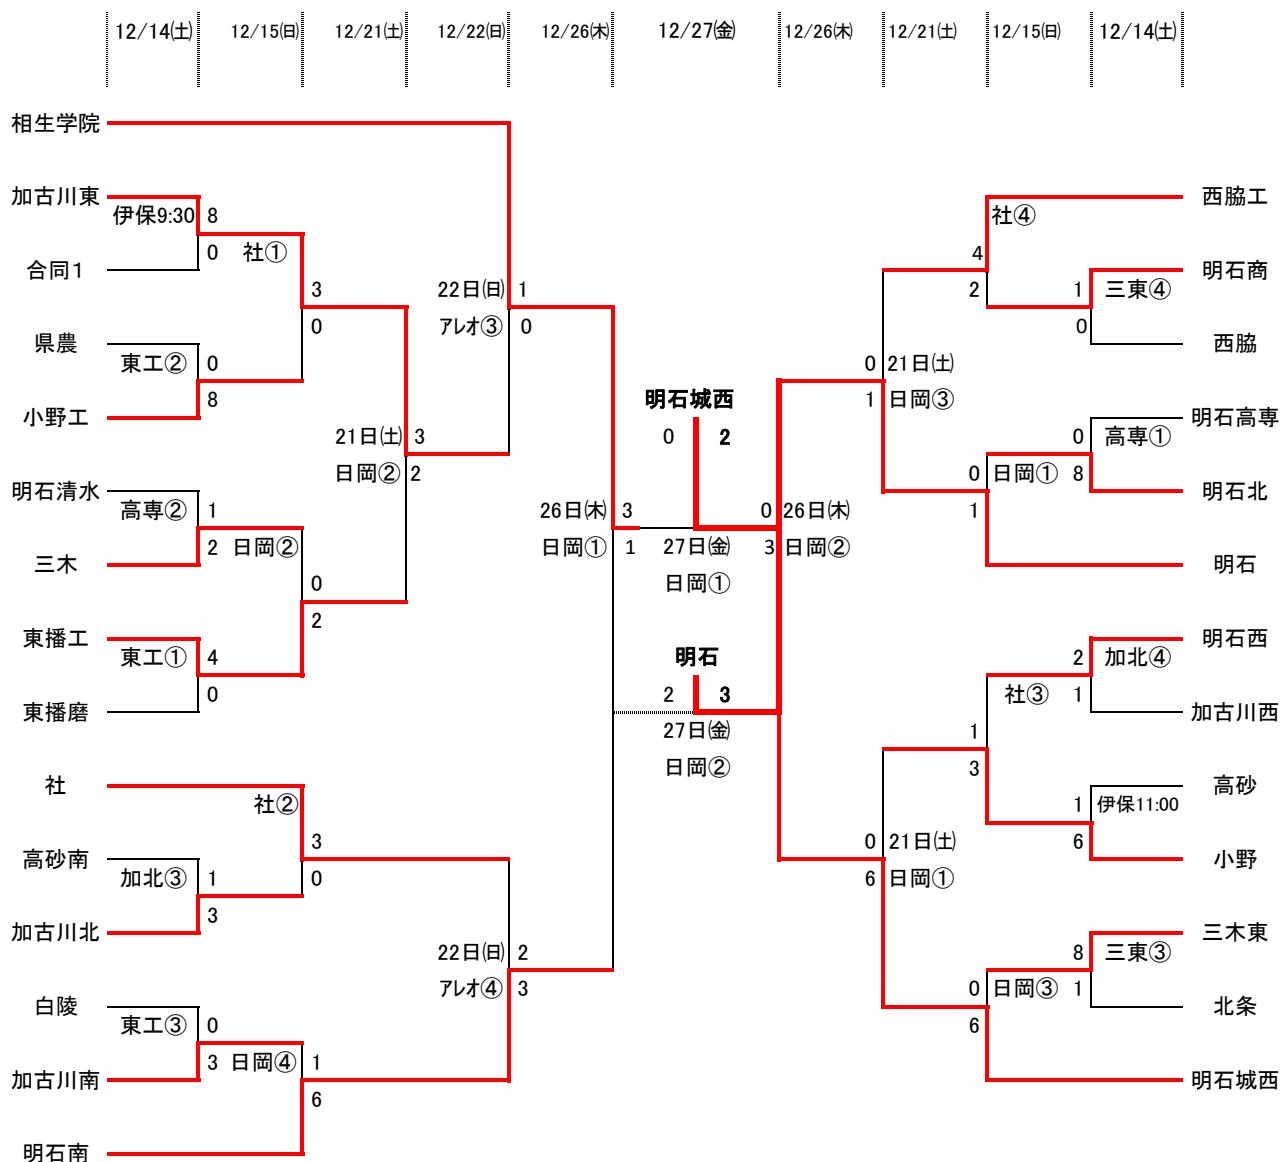 12/14㈯ 12/15㈰ 12/21㈯ 12/22㈰ 12/26㈭ 12/27㈮ 12/26㈭ 12/21㈯ 12/15㈰ 12/14㈯
相生学院
加古川東
伊保9:30 8
0 社①
合同1
3
0
県農
東工② 0
8
小野工
21日㈯ 3
日岡② 2
明石清水
高専② 1
2 日岡②
三木
0
2
東播工
東工① 4
0
東播磨
22日㈰ 1
アレオ③ 0
社
社②
3
0
高砂南
加北③ 1
3
加古川北
22日㈰ 2
アレオ④ 3
白陵
東工③ 0
3 日岡④
加古川南
1
6
明石南
26日㈭ 3
日岡① 1
明石城西
0 2
27日㈮
日岡①
明石
2 3
27日㈮
日岡②
0 26日㈭
3 日岡②
西脇工
社④
4
2
明石商
1 三東④
0
西脇
0 21日㈯
1 日岡③
明石高専
0 高専①
8
明石北
0 日岡①
1
明石
明石西
2 加北④
社③ 1
加古川西
1
3
高砂
1 伊保11:00
6
小野
0 21日㈯
6 日岡①
三木東
8 三東③
0 日岡③ 1
6
北条
明石城西